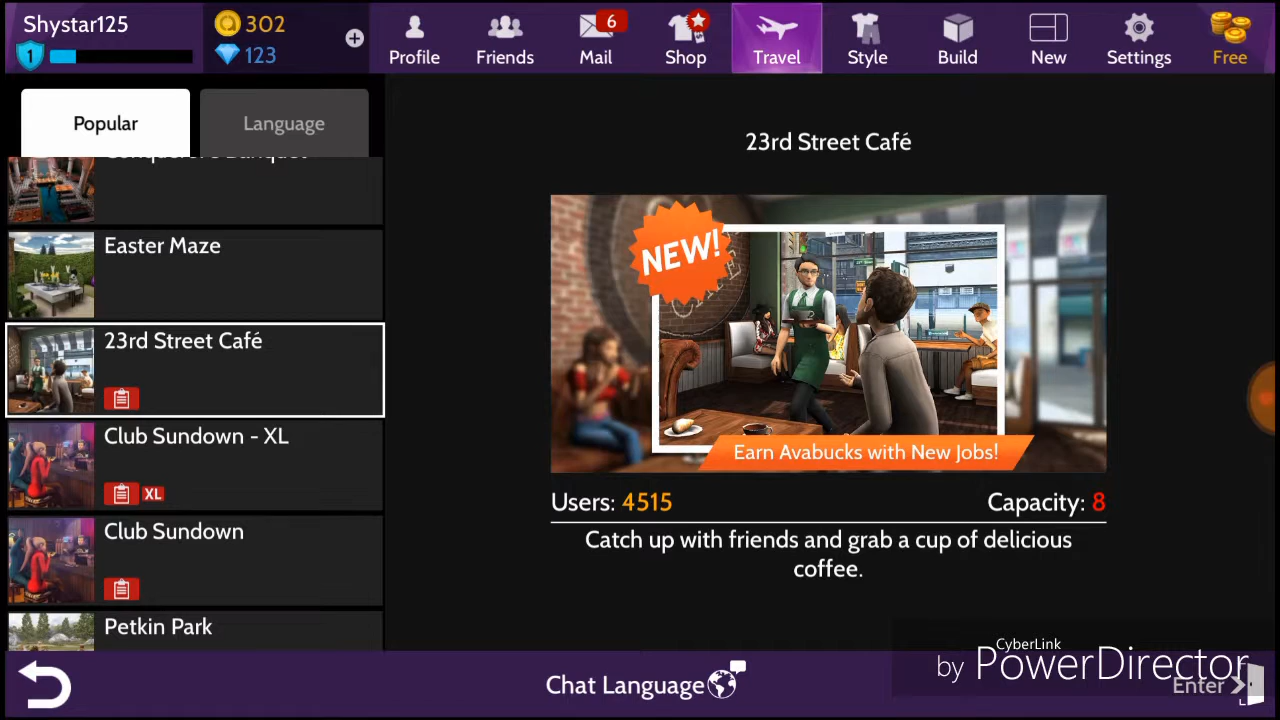 Shystar125
1
302
123
Profile
Friends
6
Mail
Shop
Travel
Style
Build
New
Settings
Free
Popular
Language
Conqueror's Banquet
Easter Maze
23rd Street Café
Club Sundown - XL
XL
Club Sundown
Petkin Park
23rd Street Café
NEW!
Earn Avabucks with New Jobs!
Users: 4515
Capacity: 8
Catch up with friends and grab a cup of delicious
coffee.
Chat Language
CyberLink
by PowerDirector
Enter